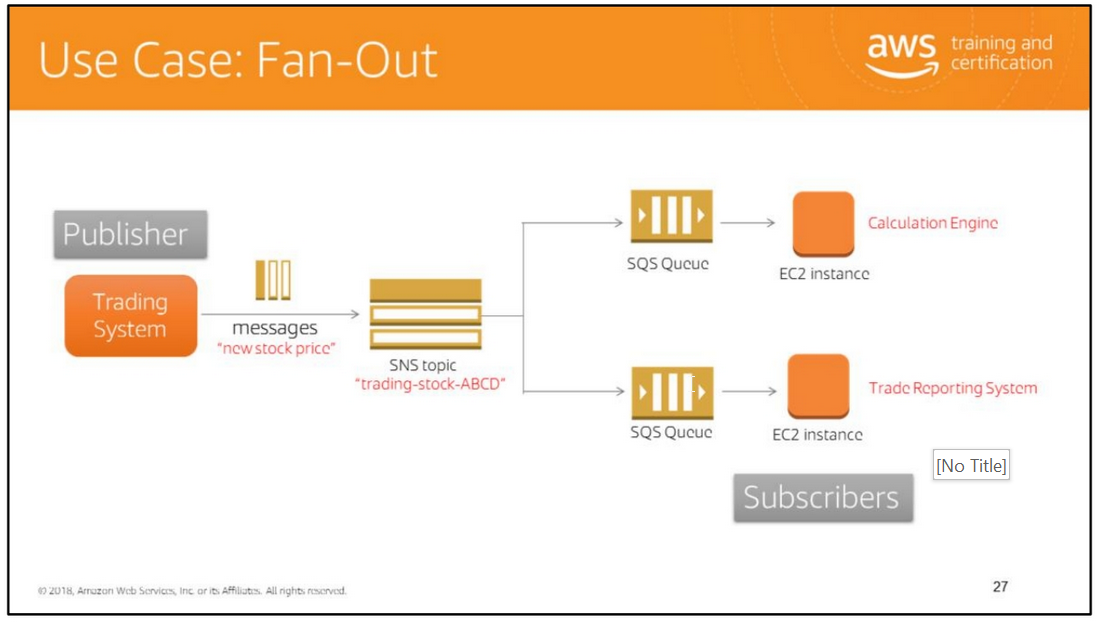 Use Case: Fan-Out
aws training and
certification
Publisher
Trading
System
messages
"new stock price"
SNS topic
"trading-stock-ABCD"
SQS Queue
EC2 instance
Calculation Engine
SQS Queue
EC2 instance
Trade Reporting System
[No Title]
Subscribers
© 2018, Amazon Web Services, Inc. or its Affiliates. All rights reserved.
27